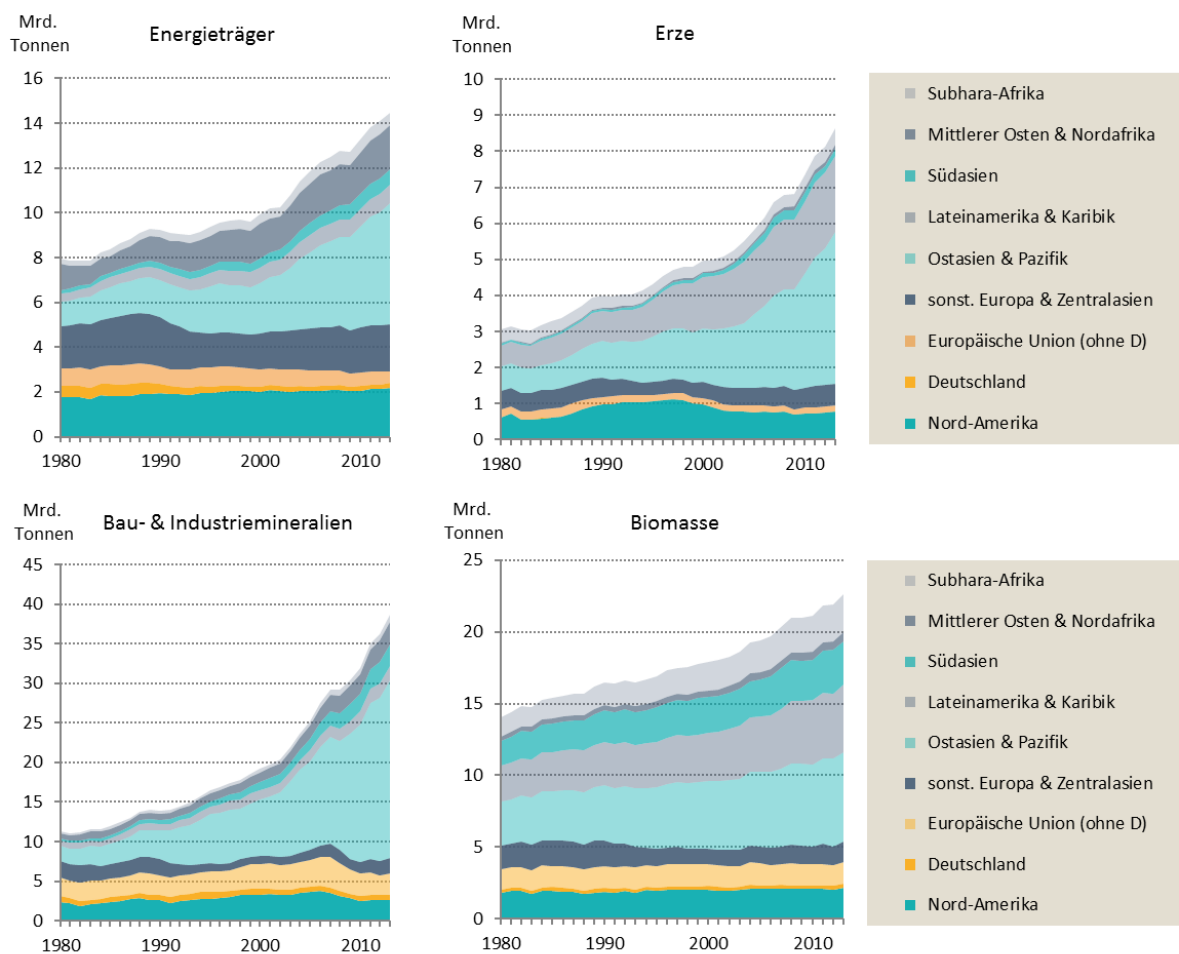 Mrd.
Tonnen
Energieträger
16
14
12
10
8
6
4
2
0
1980
1990
2000
2010
Mrd.
Tonnen
Erze
10
9
8
7
6
5
4
3
2
1
0
1980
1990
2000
2010
Subhara-Afrika
Mittlerer Osten & Nordafrika
Südasien
Lateinamerika & Karibik
Ostasien & Pazifik
sonst. Europa & Zentralasien
Europäische Union (ohne D)
Deutschland
Nord-Amerika
Mrd.
Tonnen
Bau- & Industriemineralien
45
40
35
30
25
20
15
10
5
0
1980
1990
2000
2010
Mrd.
Tonnen
Biomasse
25
20
15
10
5
0
1980
1990
2000
2010
Subhara-Afrika
Mittlerer Osten & Nordafrika
Südasien
Lateinamerika & Karibik
Ostasien & Pazifik
sonst. Europa & Zentralasien
Europäische Union (ohne D)
Deutschland
Nord-Amerika